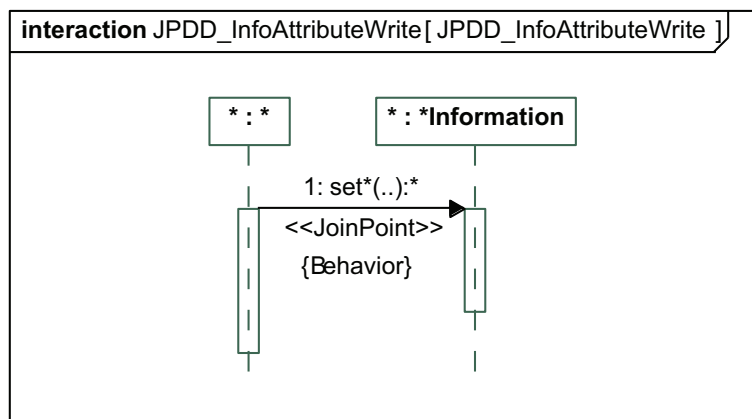 interaction JPDD_InfoAttributeWrite[ JPDD_InfoAttributeWrite ]
* : *
* : *Information
1: set*(..):*
<<JoinPoint>>
{Behavior}